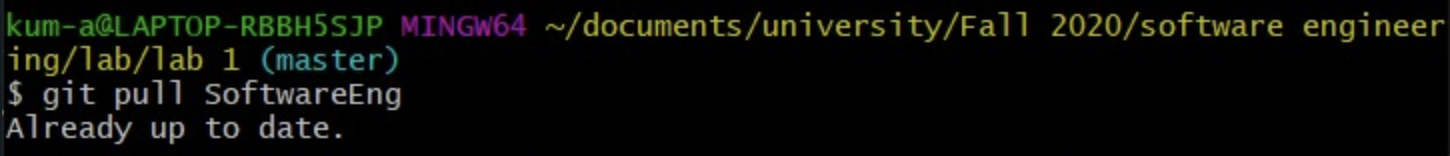 kum-a@LAPTOP-RBBH5SJP MINGW64 ~/documents/university/Fall 2020/software engineer
ing/lab/lab 1 (master)
$ git pull SoftwareEng
Already up to date.